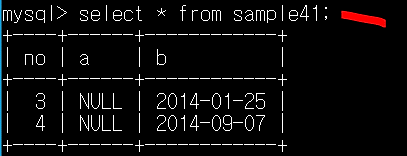 mysql> select * from sample41;
+----+------+------------+
| no | a | b |
+----+------+------------+
| 3 | NULL | 2014-01-25 |
| 4 | NULL | 2014-09-07 |
+----+------+------------+